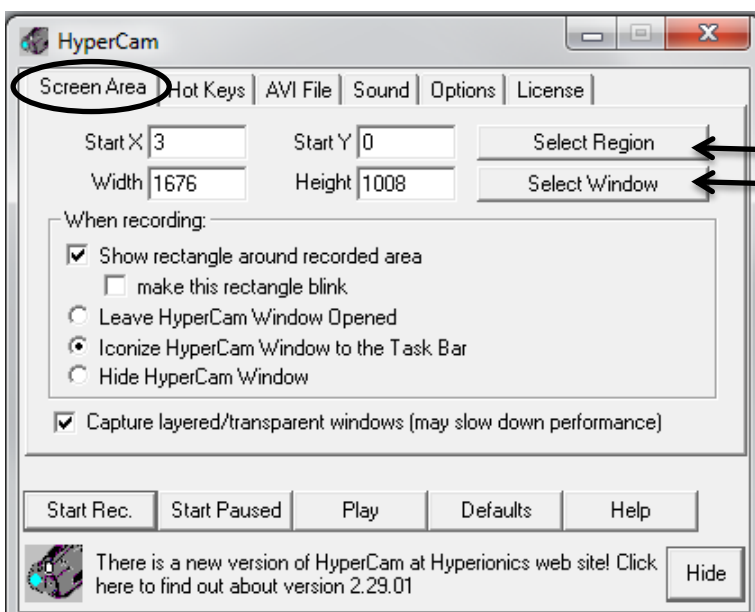 HyperCam
Screen Area Hot Keys AVI File Sound Options License
Start X 3 Start Y 0 Select Region
Width 1676 Height 1008 Select Window
When recording:
Show rectangle around recorded area
make this rectangle blink
Leave HyperCam Window Opened
Iconize HyperCam Window to the Task Bar
Hide HyperCam Window
Capture layered/transparent windows (may slow down performance)
Start Rec. Start Paused Play Defaults Help
There is a new version of HyperCam at Hyperionics web site! Click
here to find out about version 2.29.01
Hide